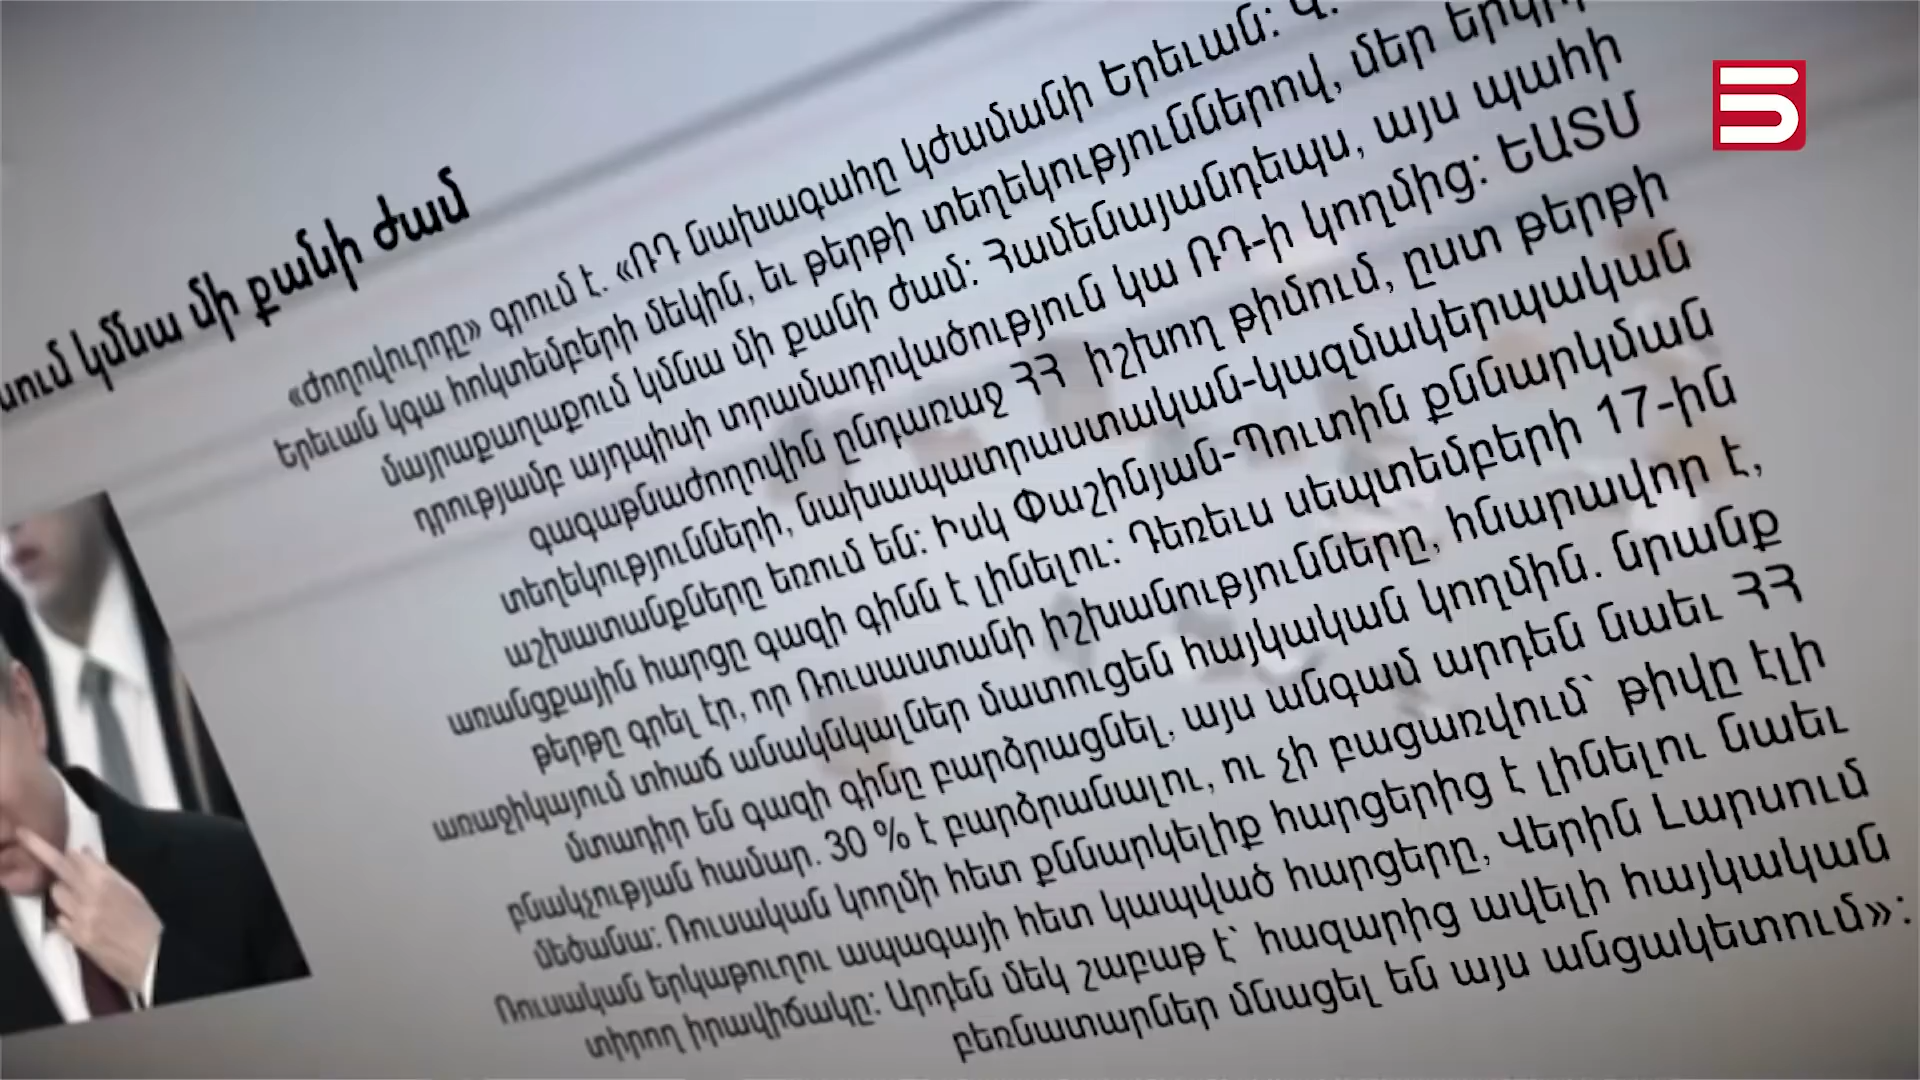 կմնա մի քանի ժամ
«Ժողովուրդը» գրում է. «ՌԴ նախագահը կժամանի Երեւան:
Երեւան կգա հոկտեմբերի մեկին, եւ թերթի տեղեկություններով, մեր
մայրաքաղաքում կմնա մի քանի ժամ: Համենայանդեպս, այս պահի
դրությամբ այդպիսի տրամադրվածություն կա ՌԴ-ի կողմից: ԵԱՏՄ
գագաթնաժողովին ընդառաջ ՀՀ իշխող թիմում, ըստ թերթի
տեղեկությունների, նախապատրաստական-կազմակերպական
աշխատանքները եռում են: Իսկ Փաշինյան-Պուտին քննարկման
առանցքային հարցը գազի գինն է լինելու: Դեռեւս սեպտեմբերի 17-ին
թերթը գրել էր, որ Ռուսաստանի իշխանությունները, հնարավոր է,
առաջիկայում տհաճ անակնկալներ մատուցեն հայկական կողմին. նրանք
մտադիր են գազի գինը բարձրացնել, այս անգամ արդեն նաեւ ՀՀ
բնակչության համար. 30 % է բարձրանալու, ու չի բացառվում՝ թիվը էլի
մեծանա: Ռուսական կողմի հետ քննարկելիք հարցերից է լինելու նաեւ
Ռուսական երկաթուղու ապագայի հետ կապված հարցերը, Վերին Լարսում
տիրող իրավիճակը: Արդեն մեկ շաբաթ է՝ հազարից ավելի հայկական
բեռնատարներ մնացել են այս անցակետում»:
5